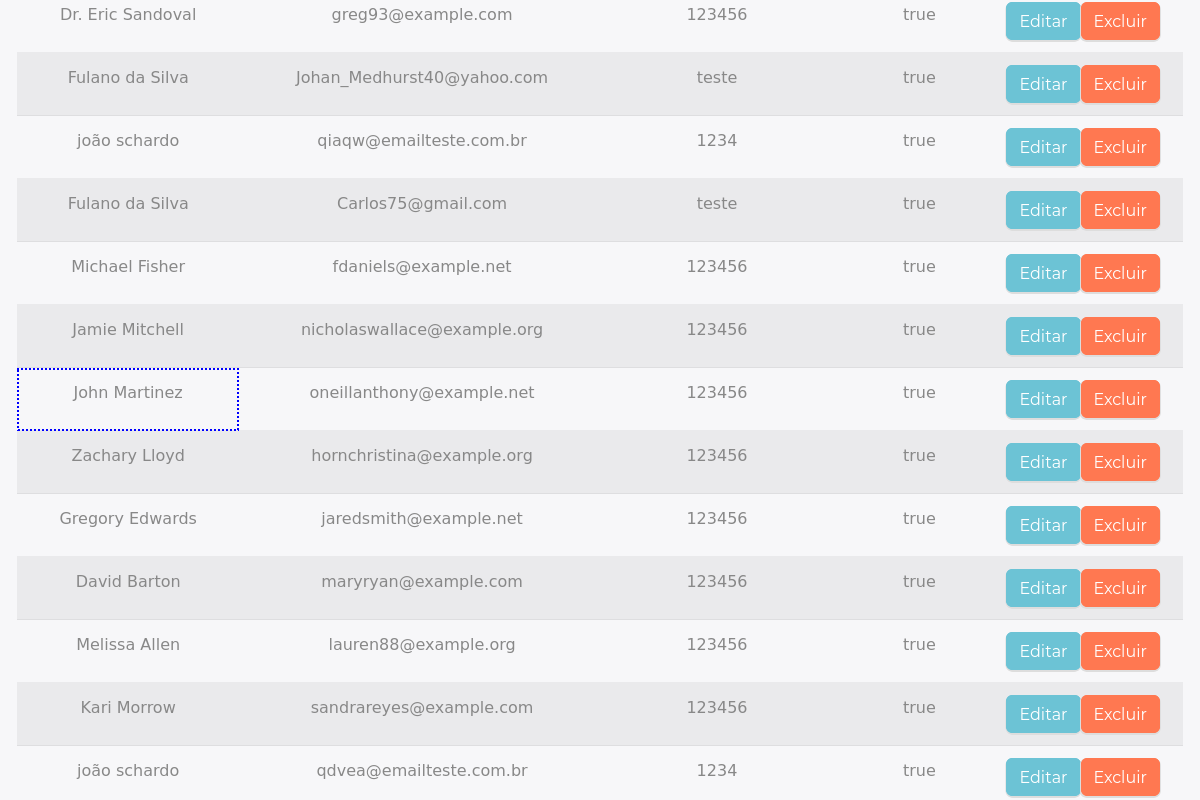 Dr. Eric Sandoval greg93@example.com 123456 true Editar Excluir
Fulano da Silva Johan_Medhurst40@yahoo.com teste true Editar Excluir
joão schardo qiaqw@emailteste.com.br 1234 true Editar Excluir
Fulano da Silva Carlos75@gmail.com teste true Editar Excluir
Michael Fisher fdaniels@example.net 123456 true Editar Excluir
Jamie Mitchell nicholaswallace@example.org 123456 true Editar Excluir
John Martinez oneillanthony@example.net 123456 true Editar Excluir
Zachary Lloyd hornchristina@example.org 123456 true Editar Excluir
Gregory Edwards jaredsmith@example.net 123456 true Editar Excluir
David Barton maryryan@example.com 123456 true Editar Excluir
Melissa Allen lauren88@example.org 123456 true Editar Excluir
Kari Morrow sandrareyes@example.com 123456 true Editar Excluir
joão schardo qdvea@emailteste.com.br 1234 true Editar Excluir